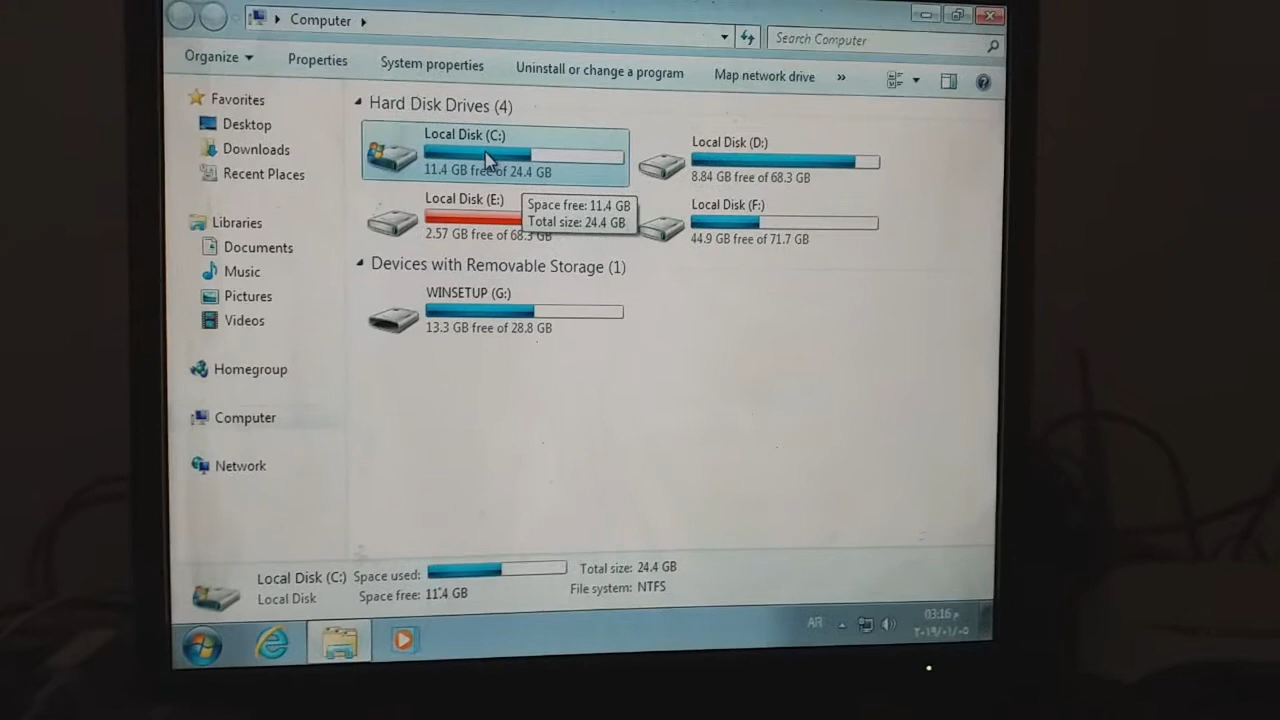 Computer
Search Computer
Organize
Properties
System properties
Uninstall or change a program
Map network drive
»
Favorites
Desktop
Downloads
Recent Places
Libraries
Documents
Music
Pictures
Videos
Homegroup
Computer
Network
Hard Disk Drives (4)
Local Disk (C:)
11.4 GB free of 24.4 GB
Local Disk (D:)
8.84 GB free of 68.3 GB
Local Disk (E:)
2.57 GB free of 68.3 GB
Space free: 11.4 GB
Total size: 24.4 GB
Local Disk (F:)
44.9 GB free of 71.7 GB
Devices with Removable Storage (1)
WINSETUP (G:)
13.3 GB free of 28.8 GB
Local Disk (C:) Space used: Total size: 24.4 GB
Local Disk Space free: 11.4 GB File system: NTFS
AR
03:16 م
٢٠١٩/٠١/٠٥